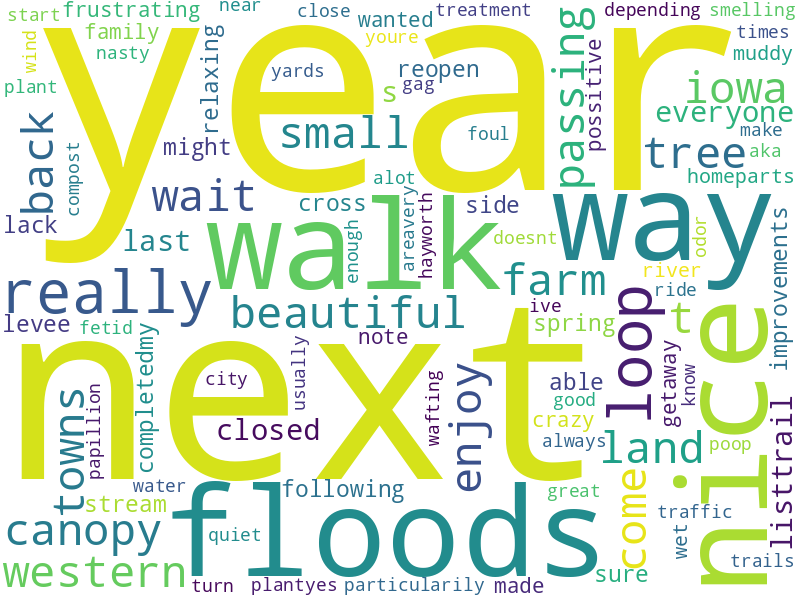 start frustrating near close wanted treatment depending smelling
wind family youre times
nasty relaxing yards reopen gag passing possitive muddy
plant year iowa
back compost small s foul everyone
might tree make aka
wait alot homeparts
lack cross enough areavery hayworth side way odor
last walk doesnt
really farm river improvements
levee fetid beautiful ive spring loop t ride
completedmy note nice
next
towns papillion city usually wafting enjoy able getaway know
closed good
crazy always land poop listtrail
water following great come
stream floods traffic
canopy quiet wet
western sure trails
turn plantyes particularily made